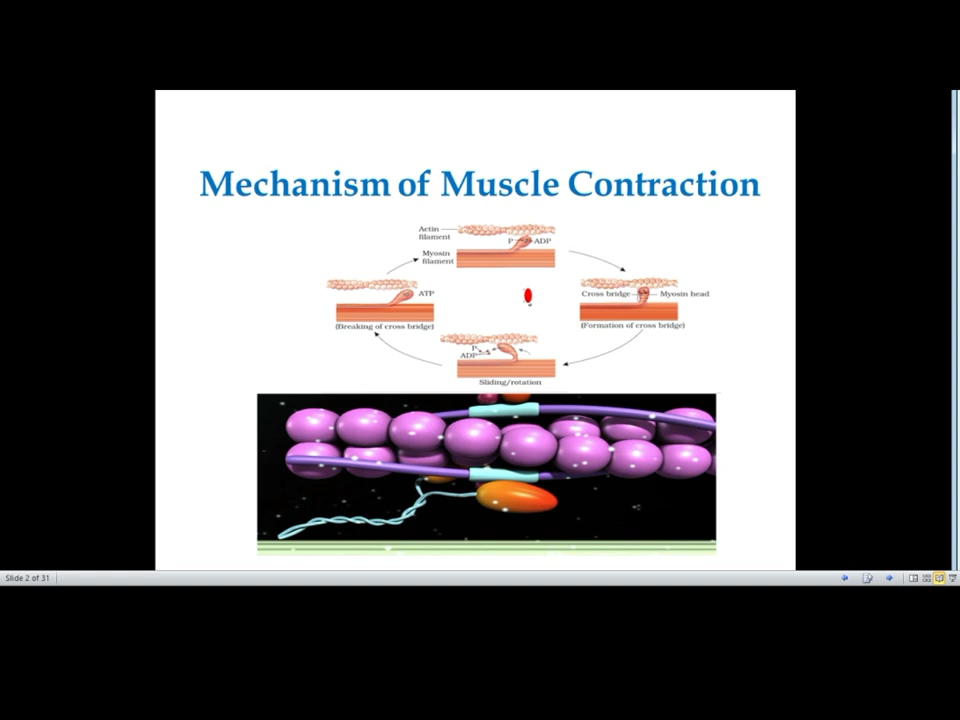 Mechanism of Muscle Contraction
Actin
filament
P
ADP
Myosin
filament
ATP
(Breaking of cross bridge)
Cross bridge
Myosin head
(Formation of cross bridge)
P
ADP
Sliding/rotation
Slide 2 of 31